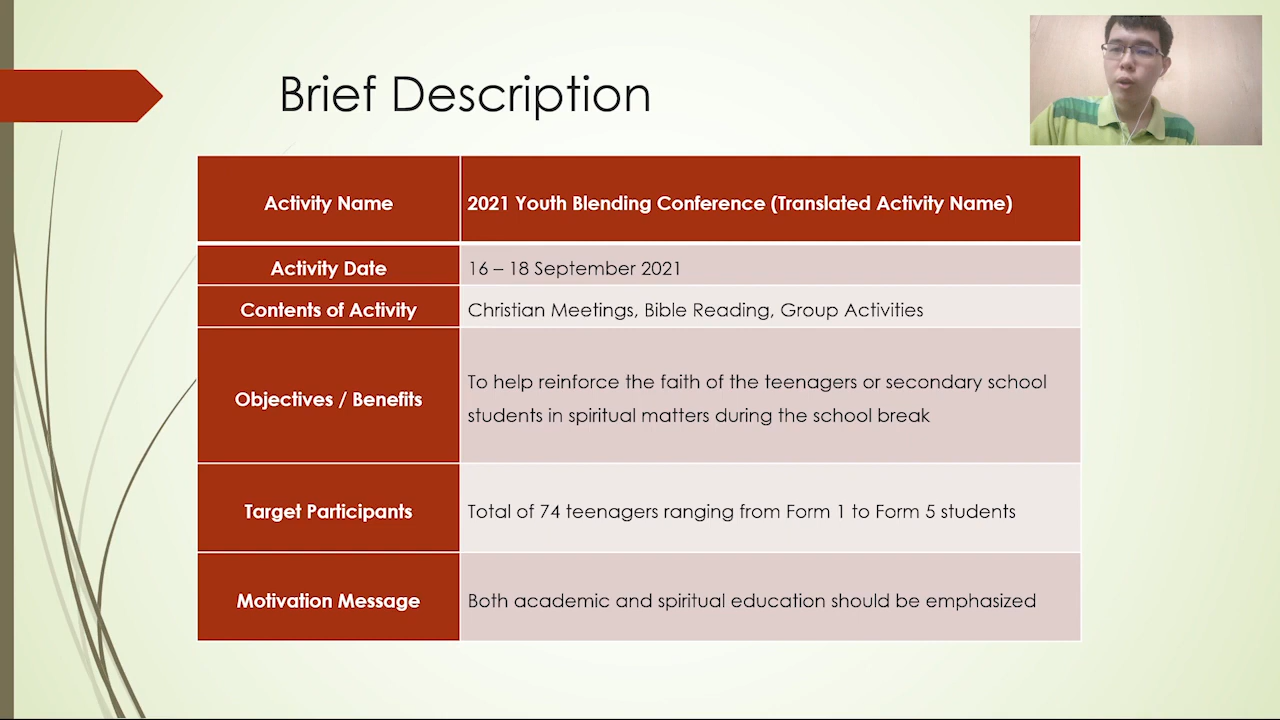 Brief Description
Activity Name
2021 Youth Blending Conference (Translated Activity Name)
Activity Date
16 – 18 September 2021
Contents of Activity
Christian Meetings, Bible Reading, Group Activities
Objectives / Benefits
To help reinforce the faith of the teenagers or secondary school
students in spiritual matters during the school break
Target Participants
Total of 74 teenagers ranging from Form 1 to Form 5 students
Motivation Message
Both academic and spiritual education should be emphasized